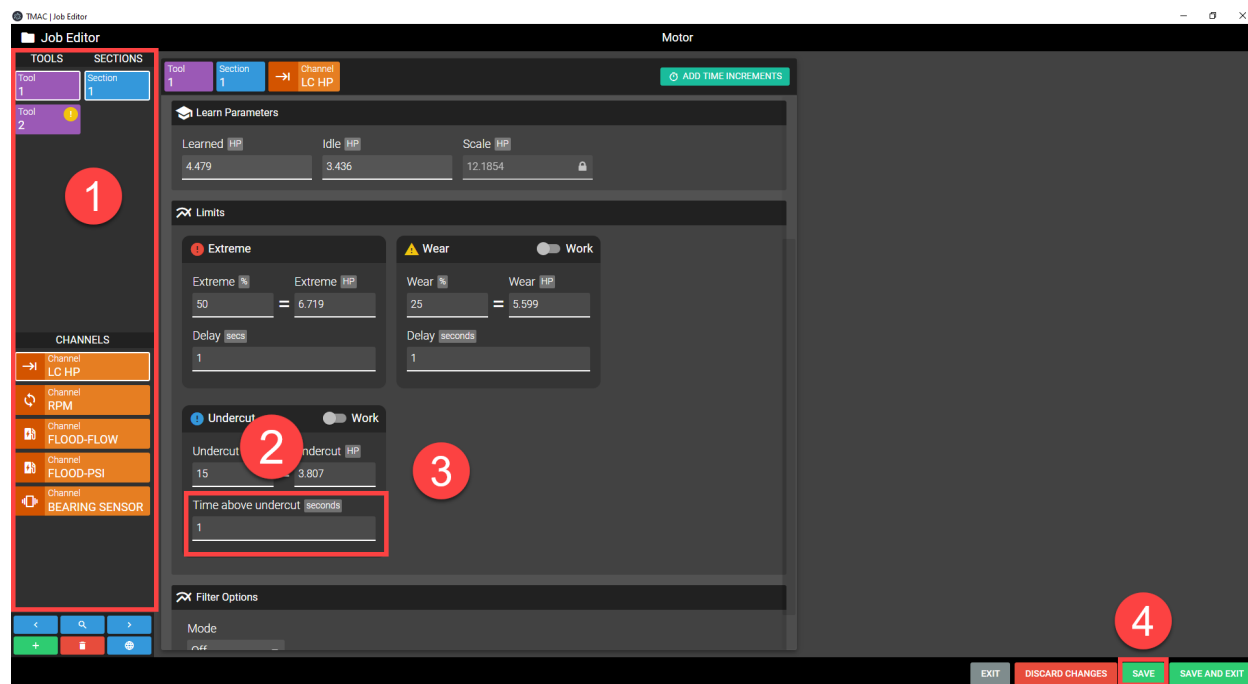 TMAC | Job Editor
Job Editor
Motor
TOOLS SECTIONS
Tool
1
Section
1
Tool
2
1
CHANNELS
Channel
LC HP
Channel
RPM
Channel
FLOOD-FLOW
Channel
FLOOD-PSI
Channel
BEARING SENSOR
Tool
1
Section
1
Channel
LC HP
ADD TIME INCREMENTS
Learn Parameters
Learned HP Idle HP Scale HP
4.479 3.436 12.1854
Limits
Extreme
Extreme % Extreme HP
50 = 6.719
Delay secs
1
Wear Work
Wear % Wear HP
25 = 5.599
Delay seconds
1
Undercut Work
Undercut ndercut HP
15 3.807
2
3
Time above undercut seconds
1
Filter Options
Mode
Off
4
EXIT DISCARD CHANGES SAVE SAVE AND EXIT